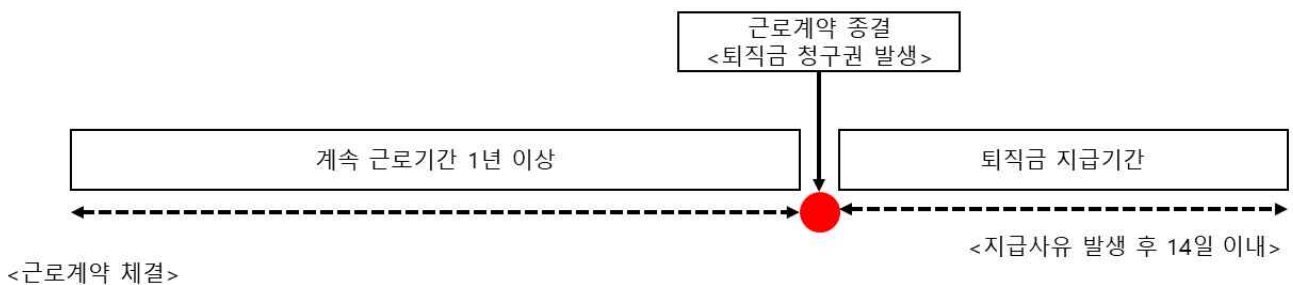 근로계약 종결
<퇴직금 청구권 발생>
계속 근로기간 1년 이상
퇴직금 지급기간
<지급사유 발생 후 14일 이내>
<근로계약 체결>